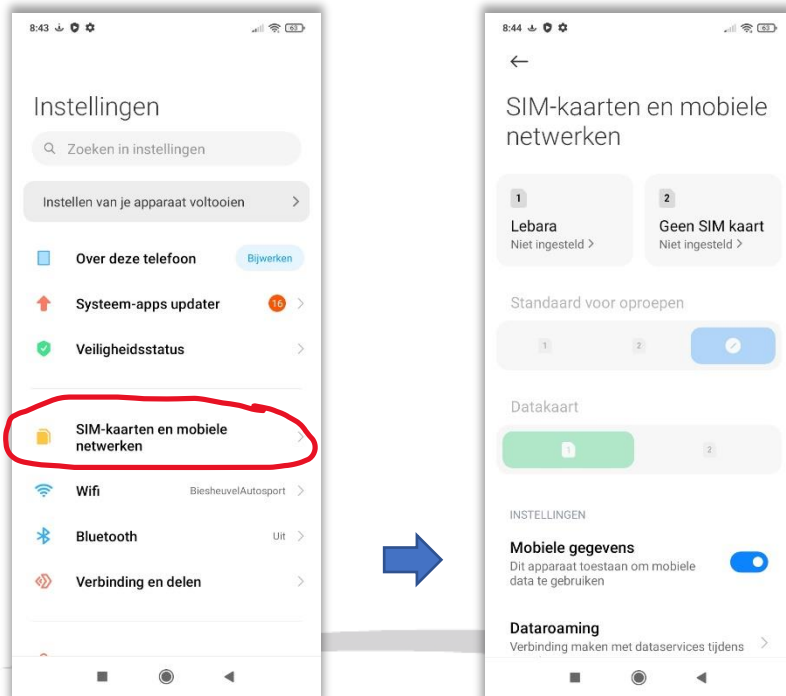 8:43
63
Instellingen
Zoeken in instellingen
Instellen van je apparaat voltooien
Over deze telefoon
Bijwerken
Systeem-apps updater
16
Veiligheidsstatus
SIM-kaarten en mobiele
netwerken
Wifi
BiesheuvelAutosport
Bluetooth
Uit
Verbinding en delen
8:44
63
SIM-kaarten en mobiele
netwerken
1
Lebara
Niet ingesteld >
2
Geen SIM kaart
Niet ingesteld >
Standaard voor oproepen
1
2
Datakaart
1
2
INSTELLINGEN
Mobiele gegevens
Dit apparaat toestaan om mobiele
data te gebruiken
Dataroaming
Verbinding maken met dataservices tijdens